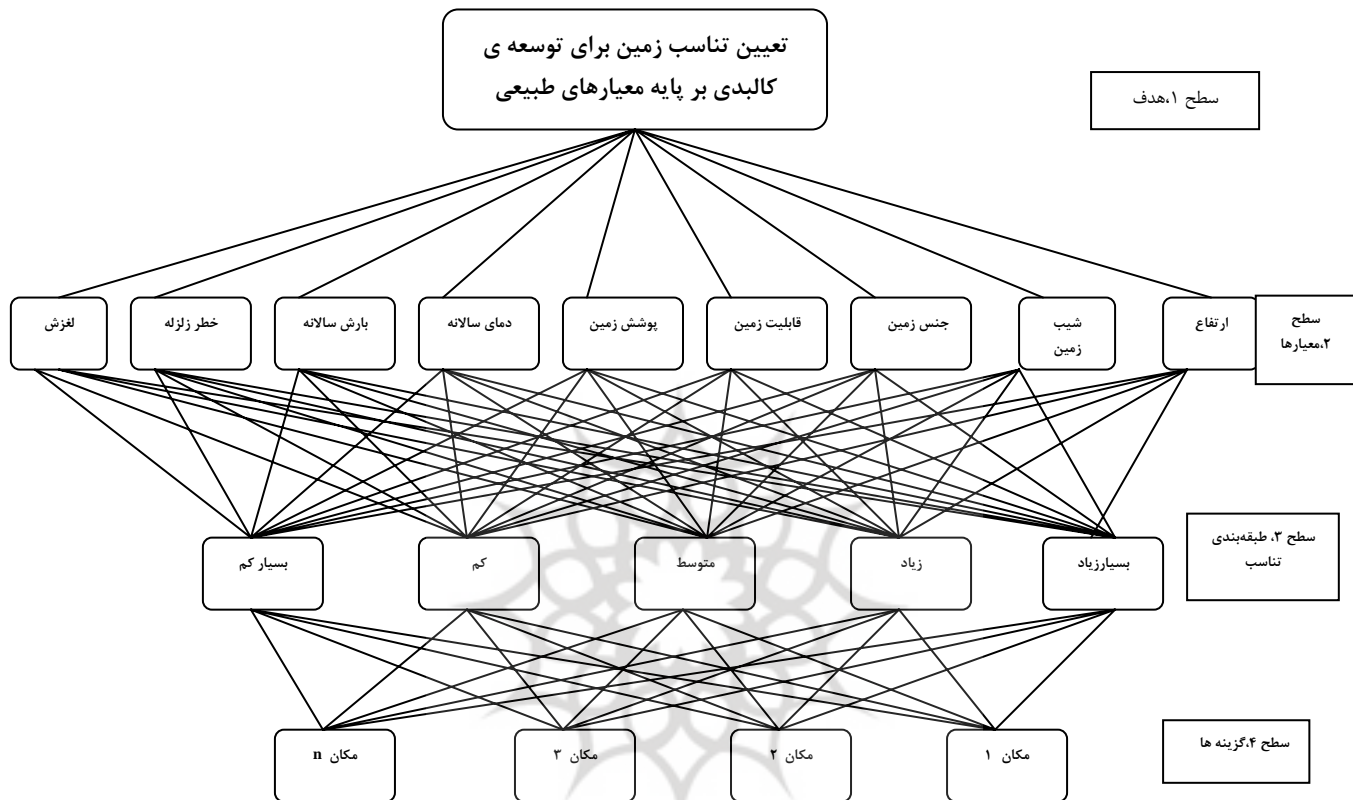 تعیین تناسب زمین برای توسعه ی
کالبدی بر پایه معیارهای طبیعی
سطح ۱،هدف
سطح
۲،معیارها
ارتفاع
شیب
زمین
جنس زمین
قابلیت زمین
پوشش زمین
دمای سالانه
بارش سالانه
خطر زلزله
لغزش
سطح ۳، طبقه‌بندی
تناسب
بسیارزیاد
زیاد
متوسط
کم
بسیار کم
سطح ۴،گزینه ها
مکان ۱
مکان ۲
مکان ۳
مکان n